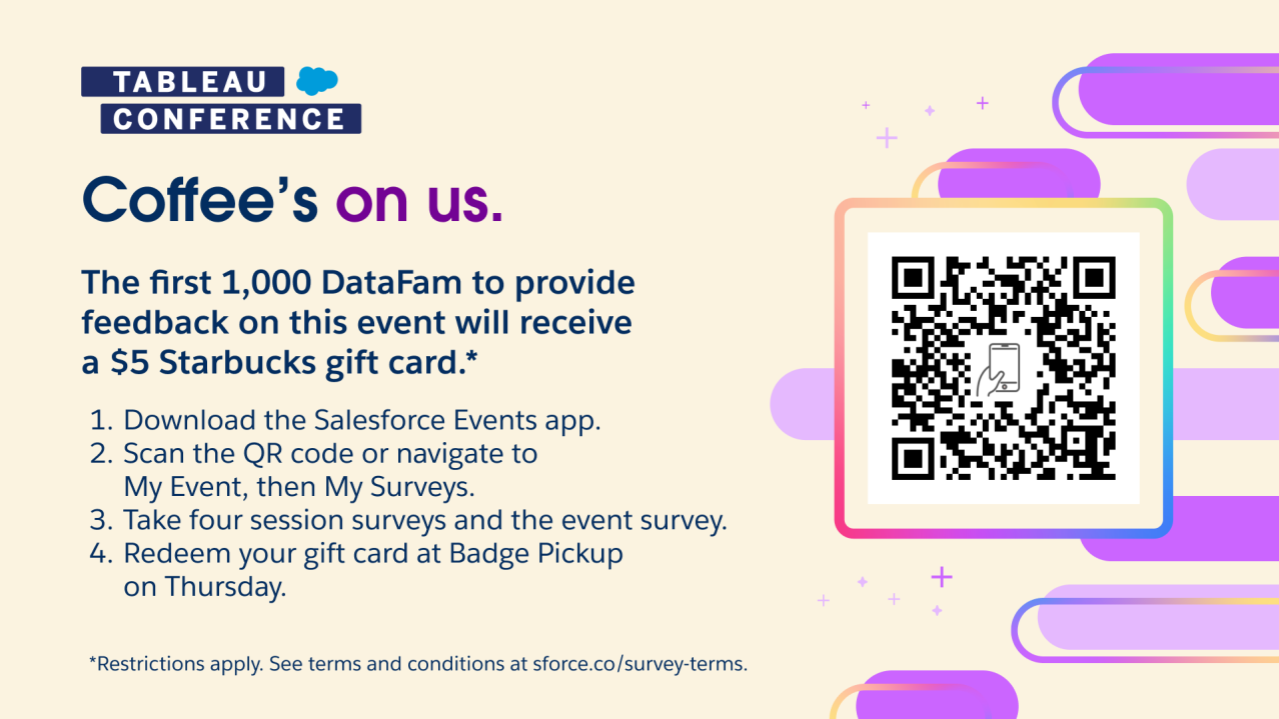 TABLEAU
CONFERENCE
Coffee’s on us.
The first 1,000 DataFam to provide
feedback on this event will receive
a $5 Starbucks gift card.*
1. Download the Salesforce Events app.
2. Scan the QR code or navigate to
My Event, then My Surveys.
3. Take four session surveys and the event survey.
4. Redeem your gift card at Badge Pickup
on Thursday.
*Restrictions apply. See terms and conditions at sforce.co/survey-terms.